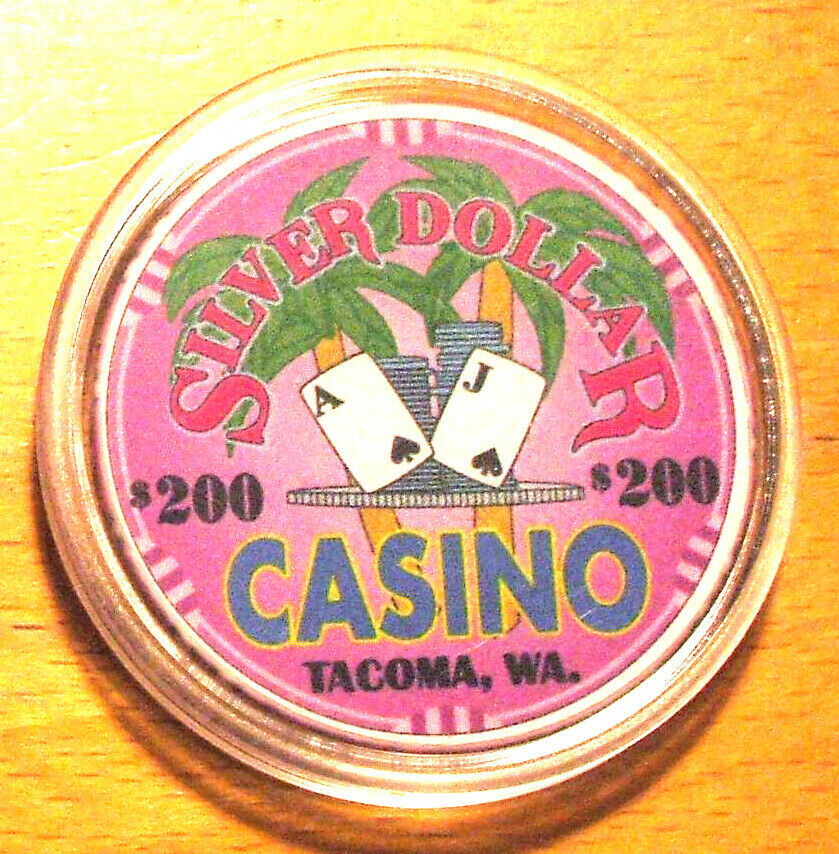 SILVER DOLLAR
A
J
$200
$200
CASINO
TACOMA, WA.